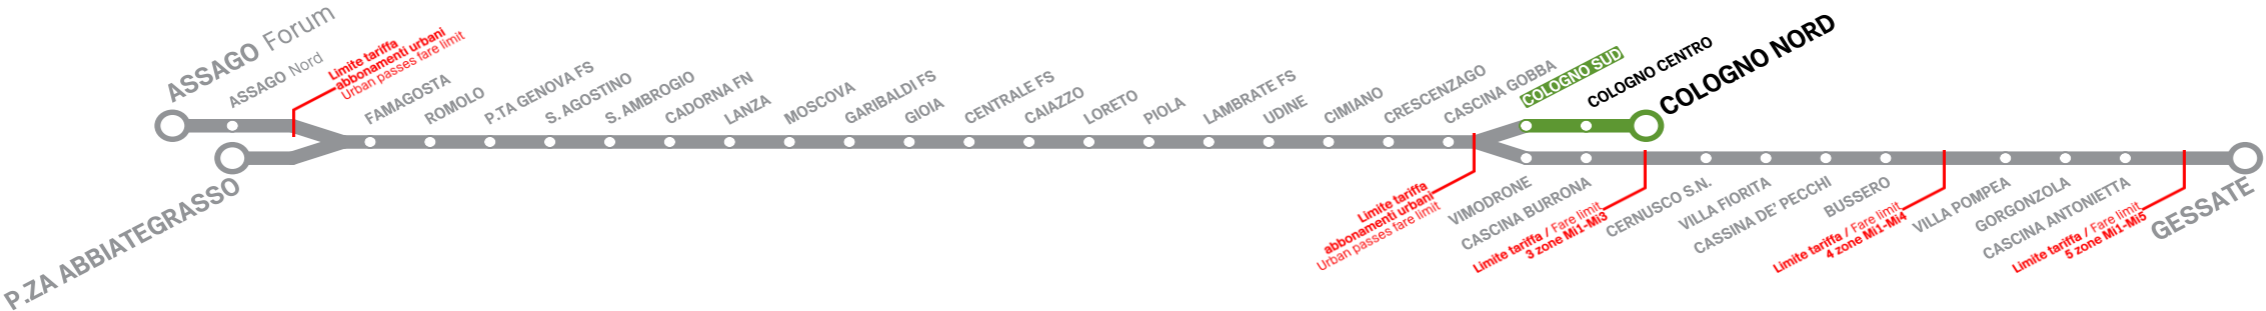 ASSAGO Forum
ASSAGO Nord
Limite tariffa
abbonamenti urbani
Urban passes fare limit
P.ZA ABBIATEGRASSO
FAMAGOSTA
ROMOLO
P.TA GENOVA FS
S. AGOSTINO
S. AMBROGIO
CADORNA FN
LANZA
MOSCOVA
GARIBALDI FS
GIOIA
CENTRALE FS
CAIAZZO
LORETO
PIOLA
LAMBRATE FS
UDINE
CIMIANO
CRESCENZAGO
CASCINA GOBBA
COLOGNO SUD
COLOGNO CENTRO
COLOGNO NORD
Limite tariffa
abbonamenti urbani
Urban passes fare limit
VIMODRONE
CASCINA BURRONA
Limite tariffa / Fare limit
3 zone Mi1-Mi3
CERNUSCO S.N.
VILLA FIORITA
CASSINA DE' PECCHI
BUSSERO
Limite tariffa / Fare limit
4 zone Mi1-Mi4
VILLA POMPEA
GORGONZOLA
CASCINA ANTONIETTA
Limite tariffa / Fare limit
5 zone Mi1-Mi5
GESSATE